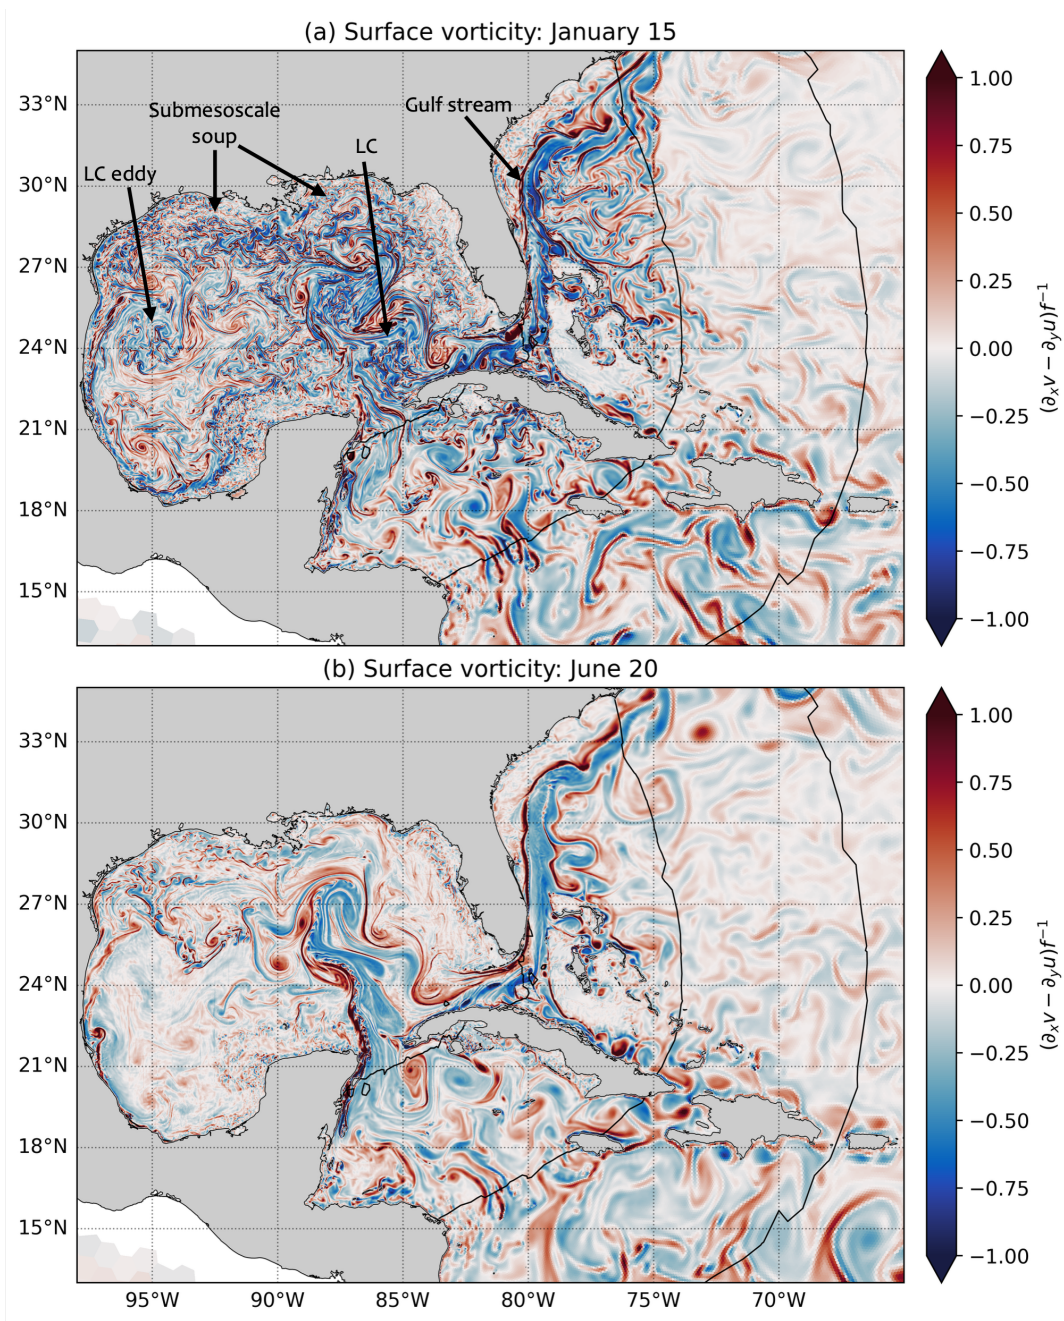 (a) Surface vorticity: January 15
Submesoscale
soup
LC eddy
LC
Gulf stream
33°N
30°N
27°N
24°N
21°N
18°N
15°N
1.00
0.75
0.50
0.25
0.00
−0.25
−0.50
−0.75
−1.00
(∂ₓv − ∂ᵧu)f⁻¹
(b) Surface vorticity: June 20
33°N
30°N
27°N
24°N
21°N
18°N
15°N
95°W
90°W
85°W
80°W
75°W
70°W
1.00
0.75
0.50
0.25
0.00
−0.25
−0.50
−0.75
−1.00
(∂ₓv − ∂ᵧu)f⁻¹